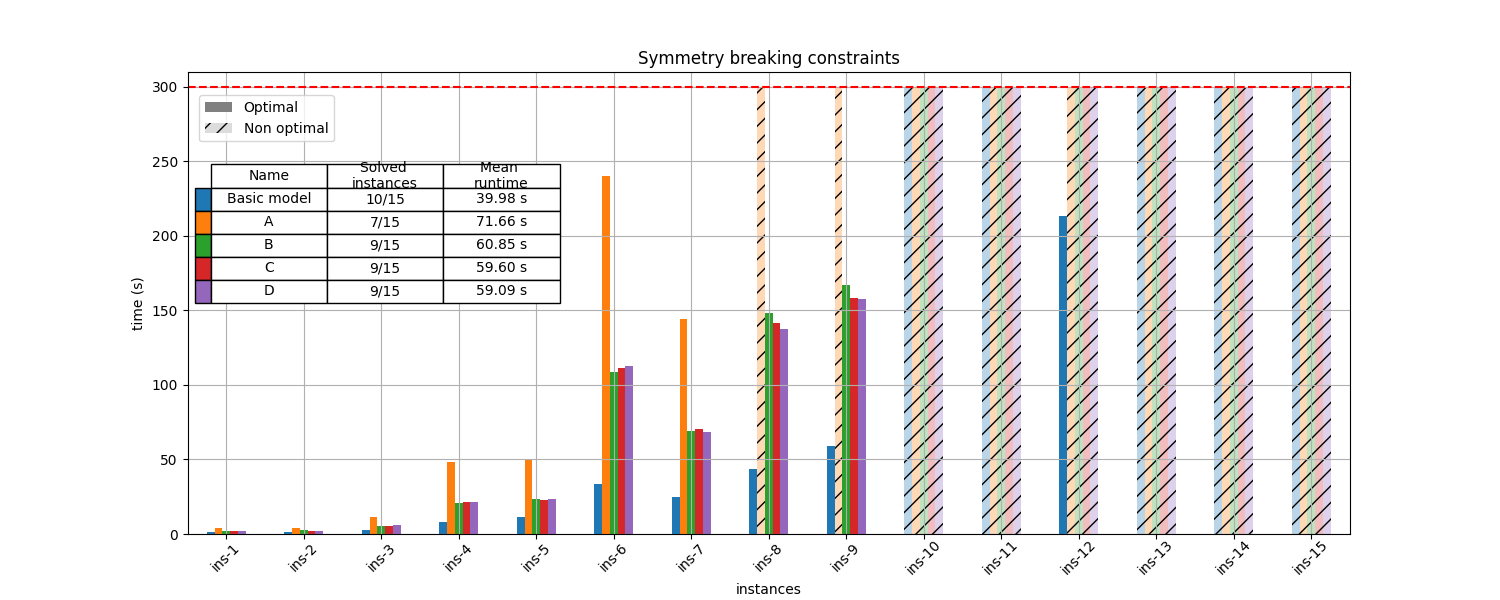 Symmetry breaking constraints
300
250
200
150
100
50
0
time (s)
Optimal
Non optimal
Name Solved instances Mean runtime
Basic model 10/15 39.98 s
A 7/15 71.66 s
B 9/15 60.85 s
C 9/15 59.60 s
D 9/15 59.09 s
ins-1 ins-2 ins-3 ins-4 ins-5 ins-6 ins-7 ins-8 ins-9 ins-10 ins-11 ins-12 ins-13 ins-14 ins-15
instances